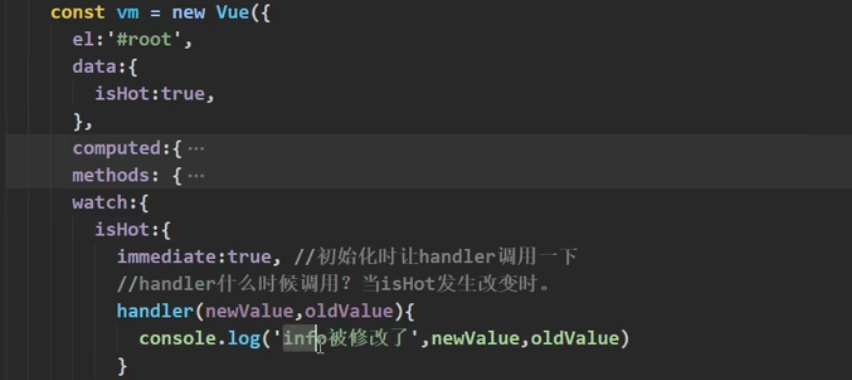 const vm = new Vue({
el:'#root',
data:{
isHot:true,
},
computed:{ ···
methods: { ···
watch:{
isHot:{
immediate:true, //初始化时让handler调用一下
//handler什么时候调用？当isHot发生改变时。
handler(newValue,oldValue){
console.log('info被修改了',newValue,oldValue)
}